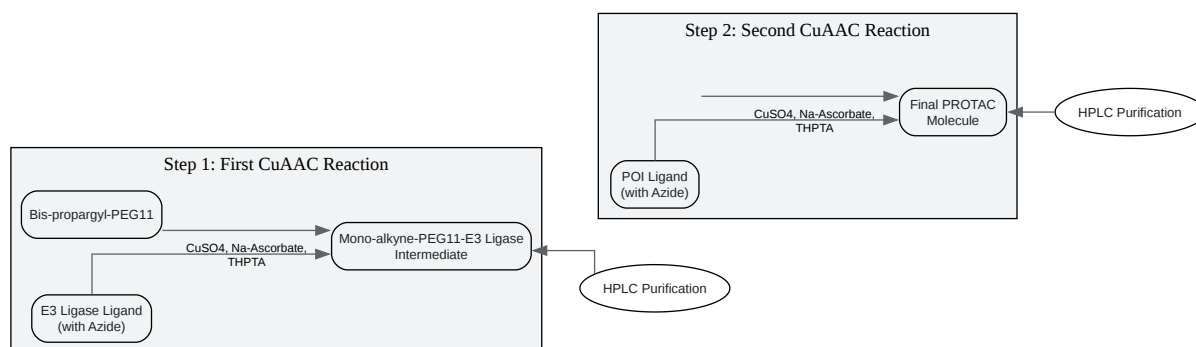 Step 2: Second CuAAC Reaction
Final PROTAC
Molecule
HPLC Purification
CuSO4, Na-Ascorbate,
THPTA
POI Ligand
(with Azide)
Step 1: First CuAAC Reaction
Bis-propargyl-PEG11
Mono-alkyne-PEG11-E3 Ligase
Intermediate
CuSO4, Na-Ascorbate,
THPTA
HPLC Purification
E3 Ligase Ligand
(with Azide)